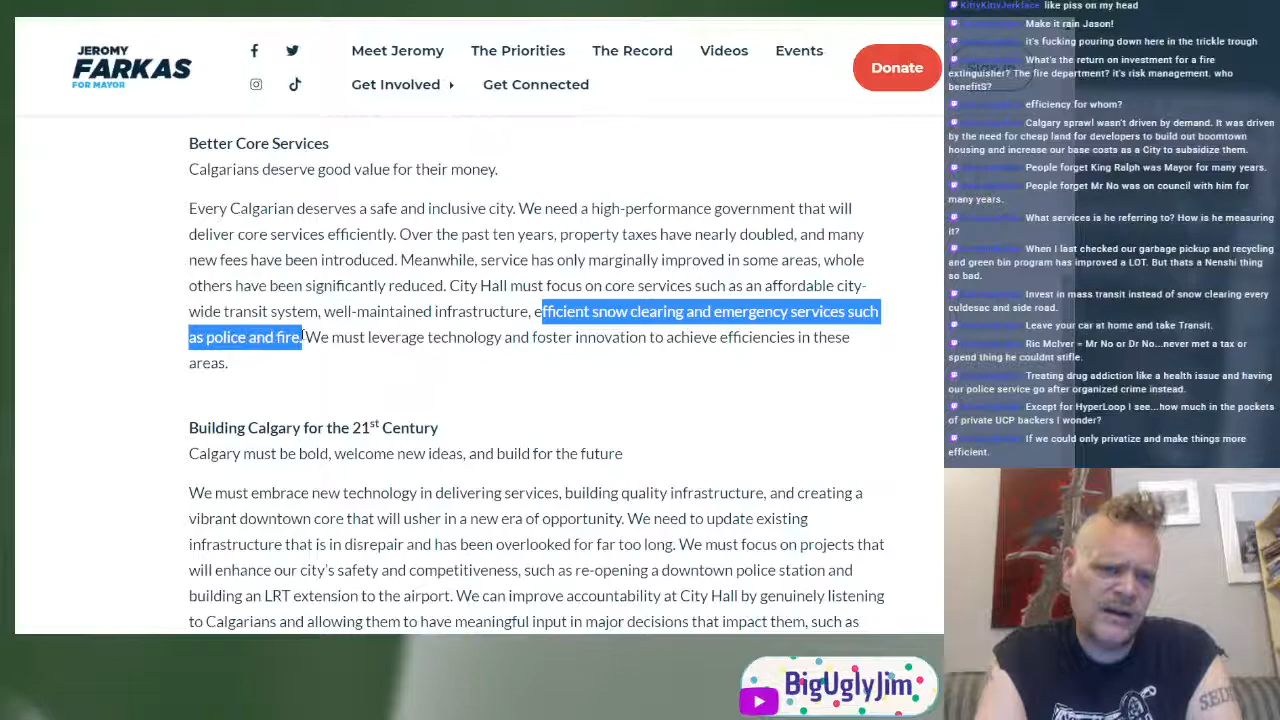 JEROMY
FARKAS
FOR MAYOR
Meet Jeromy
The Priorities
The Record
Videos
Events
Get Involved
Get Connected
Donate
Better Core Services
Calgarians deserve good value for their money.
Every Calgarian deserves a safe and inclusive city. We need a high-performance government that will
deliver core services efficiently. Over the past ten years, property taxes have nearly doubled, and many
new fees have been introduced. Meanwhile, service has only marginally improved in some areas, whole
others have been significantly reduced. City Hall must focus on core services such as an affordable city-
wide transit system, well-maintained infrastructure, efficient snow clearing and emergency services such
as police and fire. We must leverage technology and foster innovation to achieve efficiencies in these
areas.
Building Calgary for the 21st Century
Calgary must be bold, welcome new ideas, and build for the future
We must embrace new technology in delivering services, building quality infrastructure, and creating a
vibrant downtown core that will usher in a new era of opportunity. We need to update existing
infrastructure that is in disrepair and has been overlooked for far too long. We must focus on projects that
will enhance our city's safety and competitiveness, such as re-opening a downtown police station and
building an LRT extension to the airport. We can improve accountability at City Hall by genuinely listening
to Calgarians and allowing them to have meaningful input in major decisions that impact them, such as
KittyKittyJerkface like piss on my head
Make it rain Jason!
it's fucking pouring down here in the trickle trough
What's the return on investment for a fire
extinguisher? The fire department? it's risk management, who
benefitS?
efficiency for whom?
Calgary sprawl wasn't driven by demand. It was driven
by the need for cheap land for developers to build out boomtown
housing and increase our base costs as a City to subsidize them.
People forget King Ralph was Mayor for many years.
People forget Mr No was on council with him for
many years.
What services is he referring to? How is he measuring
it?
When I last checked our garbage pickup and recycling
and green bin program has improved a LOT. But thats a Nenshi thing
so bad.
Invest in mass transit instead of snow clearing every
culdesac and side road.
Leave your car at home and take Transit.
Ric McIver = Mr No or Dr No...never met a tax or
spend thing he couldnt stifle.
Treating drug addiction like a health issue and having
our police service go after organized crime instead.
Except for HyperLoop I see...how much in the pockets
of private UCP backers I wonder?
If we could only privatize and make things more
efficient.
BigUglyJim